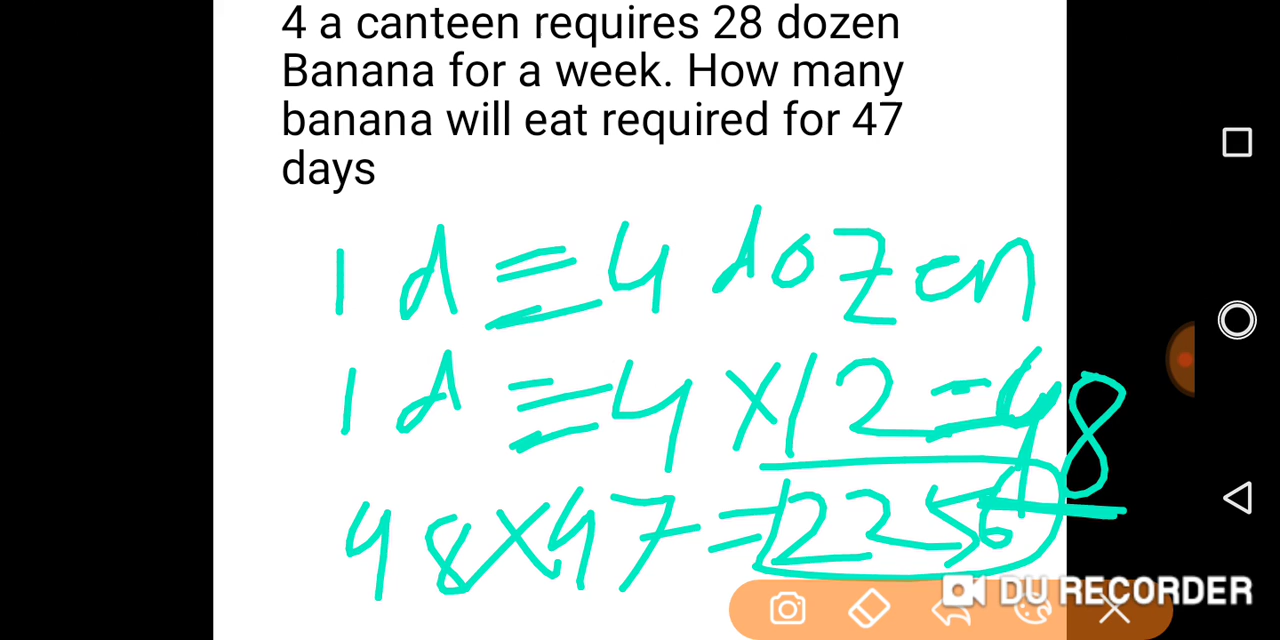 4 a canteen requires 28 dozen
Banana for a week. How many
banana will eat required for 47
days
1 d = 4 dozen
1 d = 4 x 12 = 48
48 x 47 = 2256
DU RECORDER